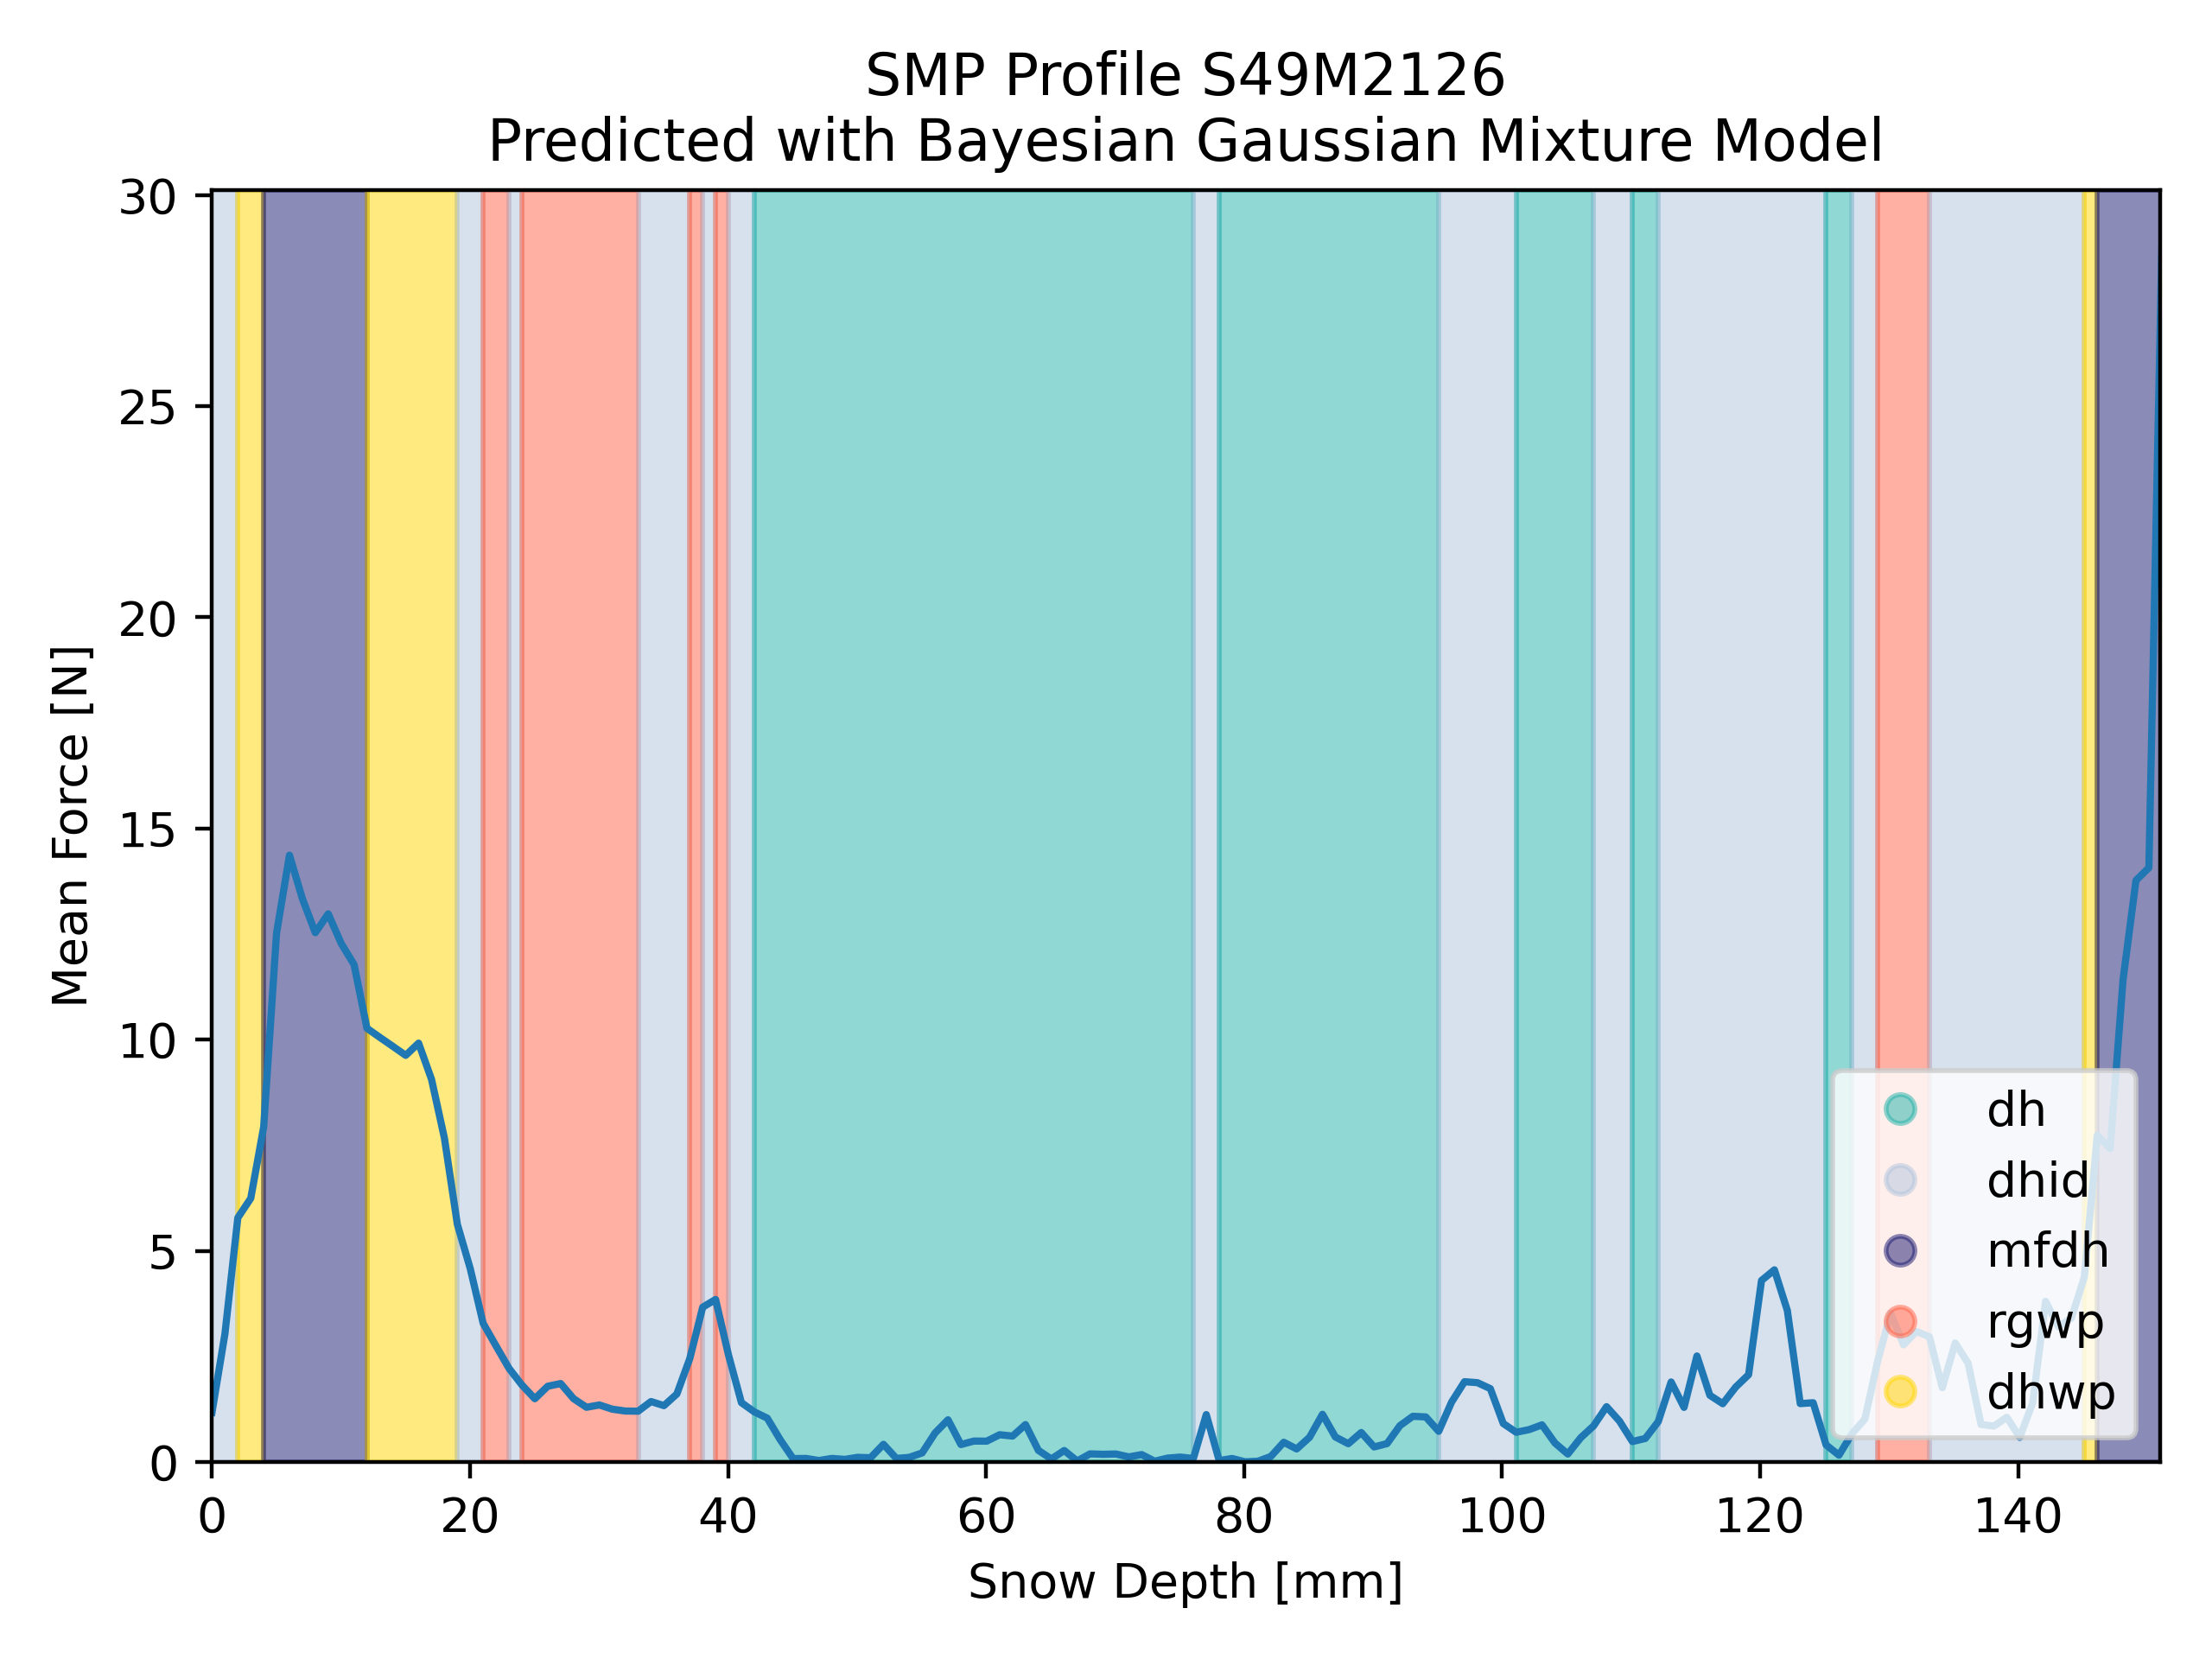 SMP Profile S49M2126
Predicted with Bayesian Gaussian Mixture Model
30
25
20
15
10
5
0
Mean Force [N]
dh
dhid
mfdh
rgwp
dhwp
0 20 40 60 80 100 120 140
Snow Depth [mm]